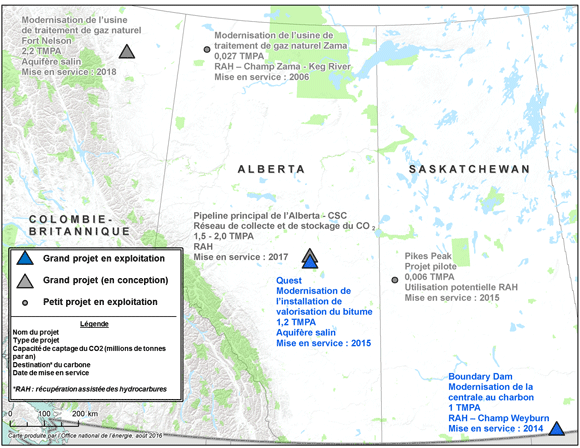 Modernisation de l'usine
de traitement de gaz naturel
Fort Nelson
2,2 TMPA
Aquifère salin
Mise en service : 2018
Modernisation de l'usine de
traitement de gaz naturel Zama
0,027 TMPA
RAH – Champ Zama - Keg River
Mise en service : 2006
ALBERTA
SASKATCHEWAN
COLOMBIE-
BRITANNIQUE
Pipeline principal de l'Alberta - CSC
Réseau de collecte et de stockage du CO2
1,5 - 2,0 TMPA
RAH
Mise en service : 2017
Quest
Modernisation de
l'installation de
valorisation du bitume
1,2 TMPA
Aquifère salin
Mise en service : 2015
Pikes Peak
Projet pilote
0,006 TMPA
Utilisation potentielle RAH
Mise en service : 2015
Boundary Dam
Modernisation de la
centrale au charbon
1 TMPA
RAH – Champ Weyburn
Mise en service : 2014
Grand projet en exploitation
Grand projet (en conception)
Petit projet en exploitation
Légende
Nom du projet
Type de projet
Capacité de captage du CO2 (millions de tonnes
par an)
Destination* du carbone
Date de mise en service
*RAH : récupération assistée des hydrocarbures
0 100 200
km
Carte produite par l'Office national de l'énergie, août 2016